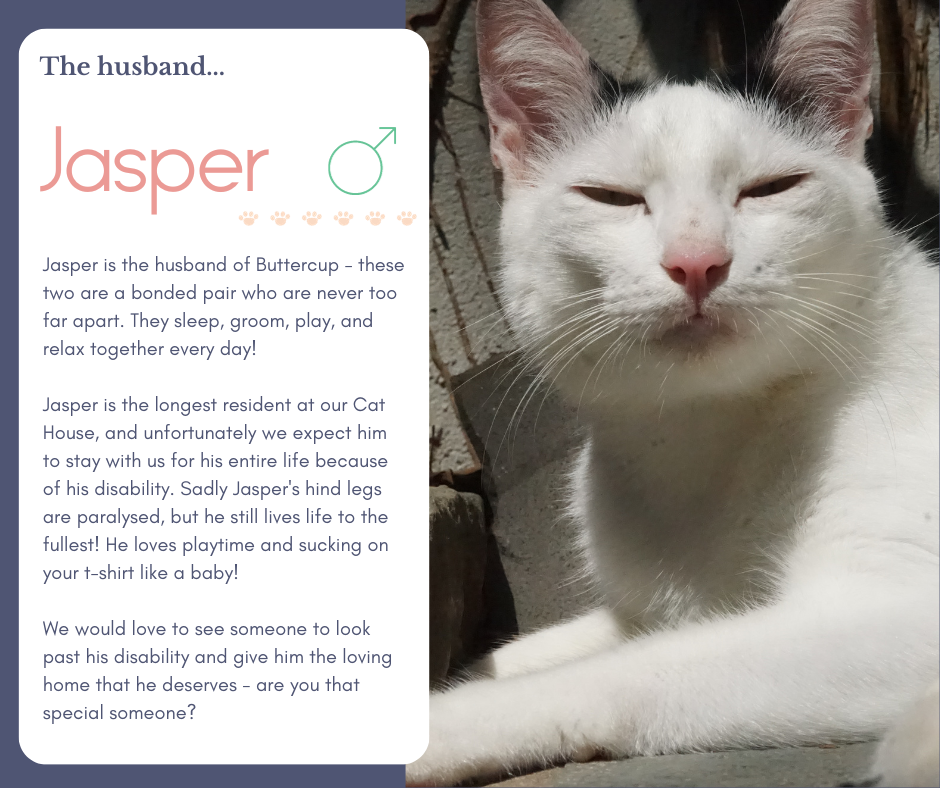 The husband...
Jasper
Jasper is the husband of Buttercup - these
two are a bonded pair who are never too
far apart. They sleep, groom, play, and
relax together every day!
Jasper is the longest resident at our Cat
House, and unfortunately we expect him
to stay with us for his entire life because
of his disability. Sadly Jasper's hind legs
are paralysed, but he still lives life to the
fullest! He loves playtime and sucking on
your t-shirt like a baby!
We would love to see someone to look
past his disability and give him the loving
home that he deserves - are you that
special someone?